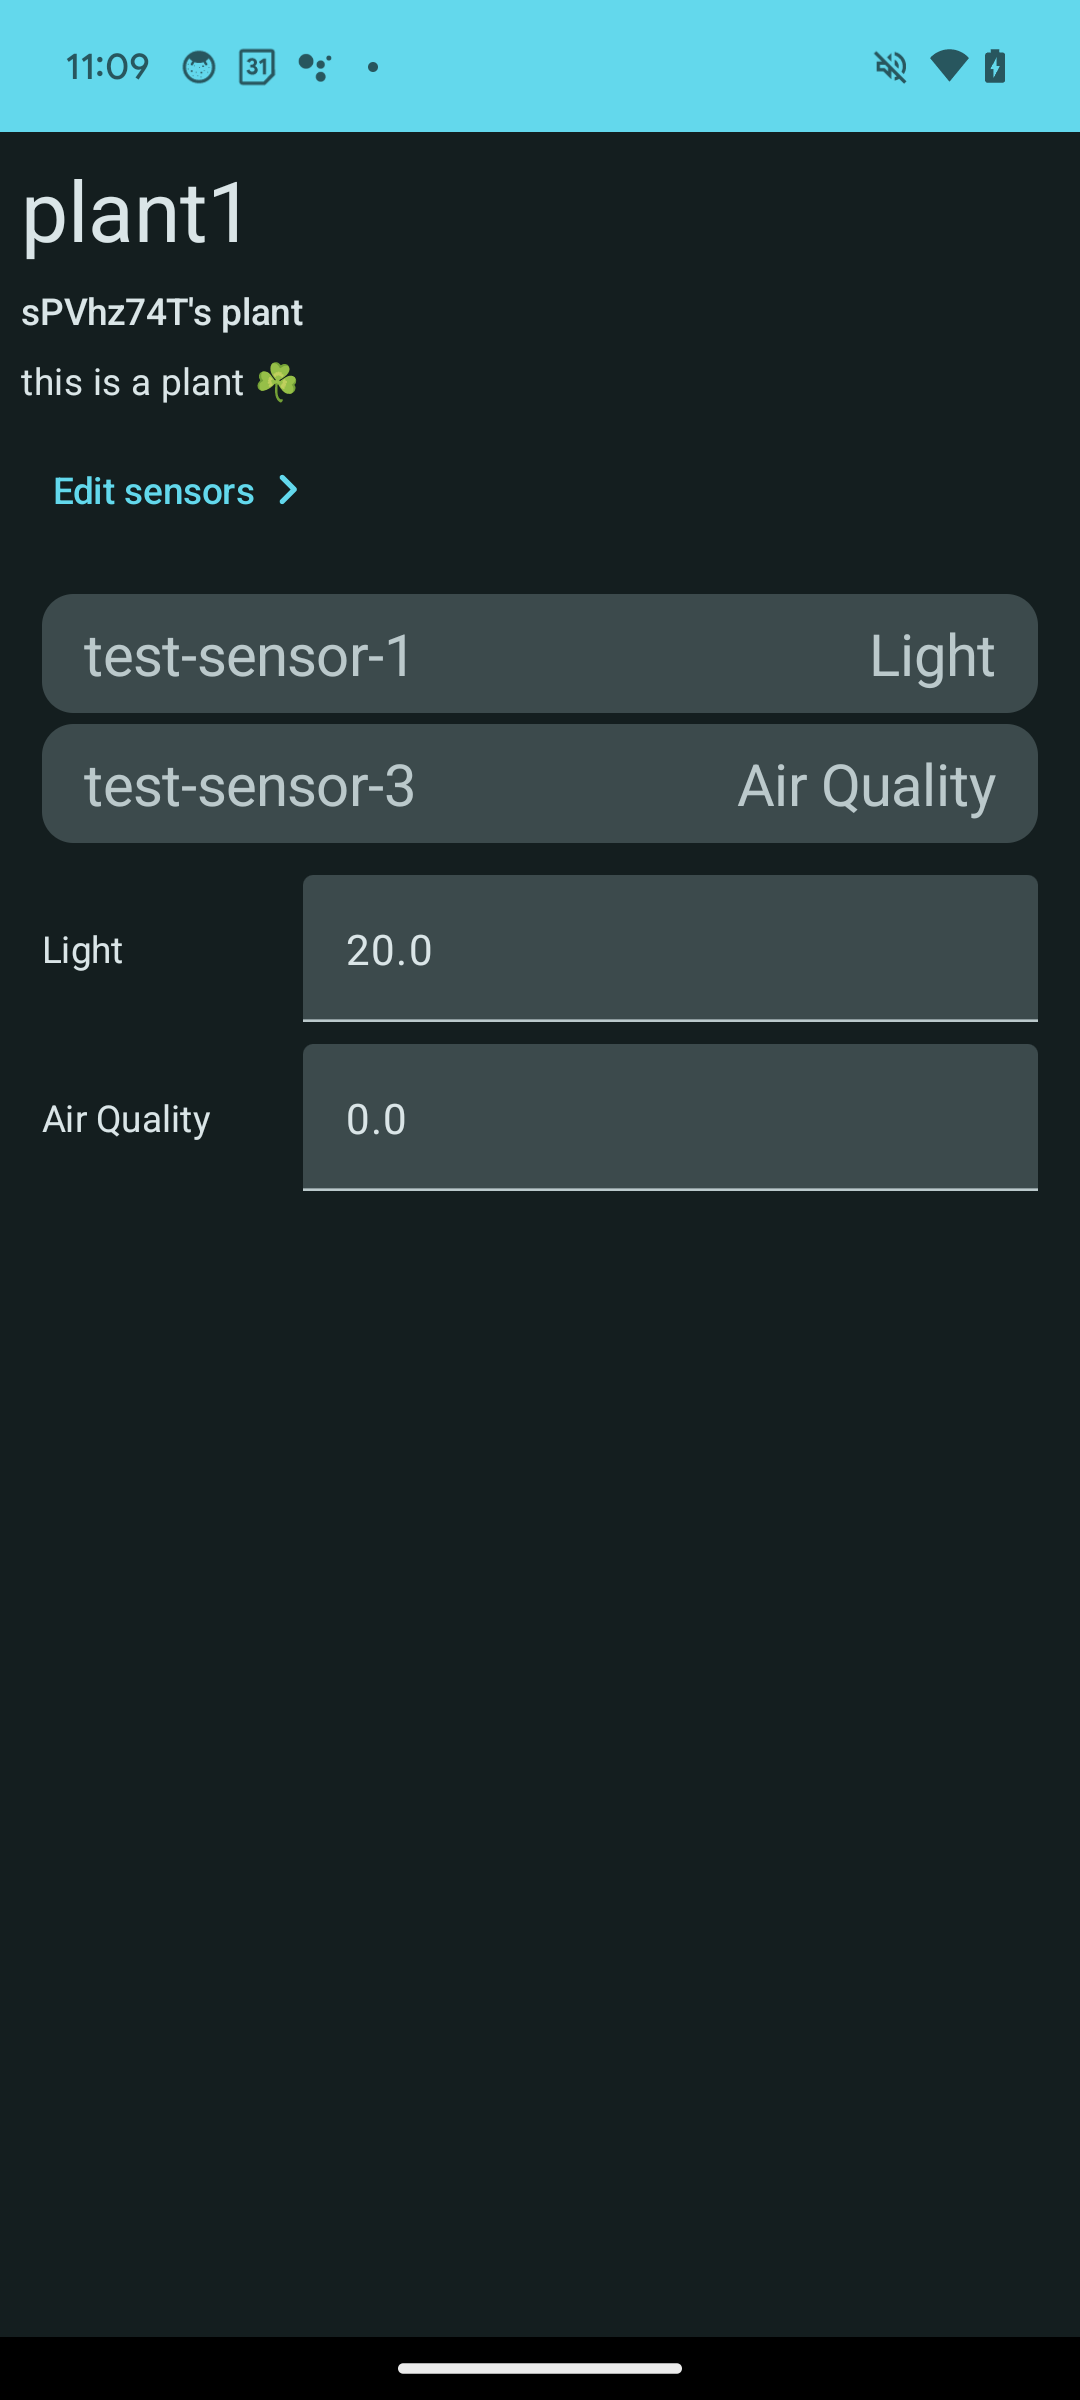 11:09 31
plant1
sPVhz74T's plant
this is a plant ☘️
Edit sensors
test-sensor-1 Light
test-sensor-3 Air Quality
Light 20.0
Air Quality 0.0